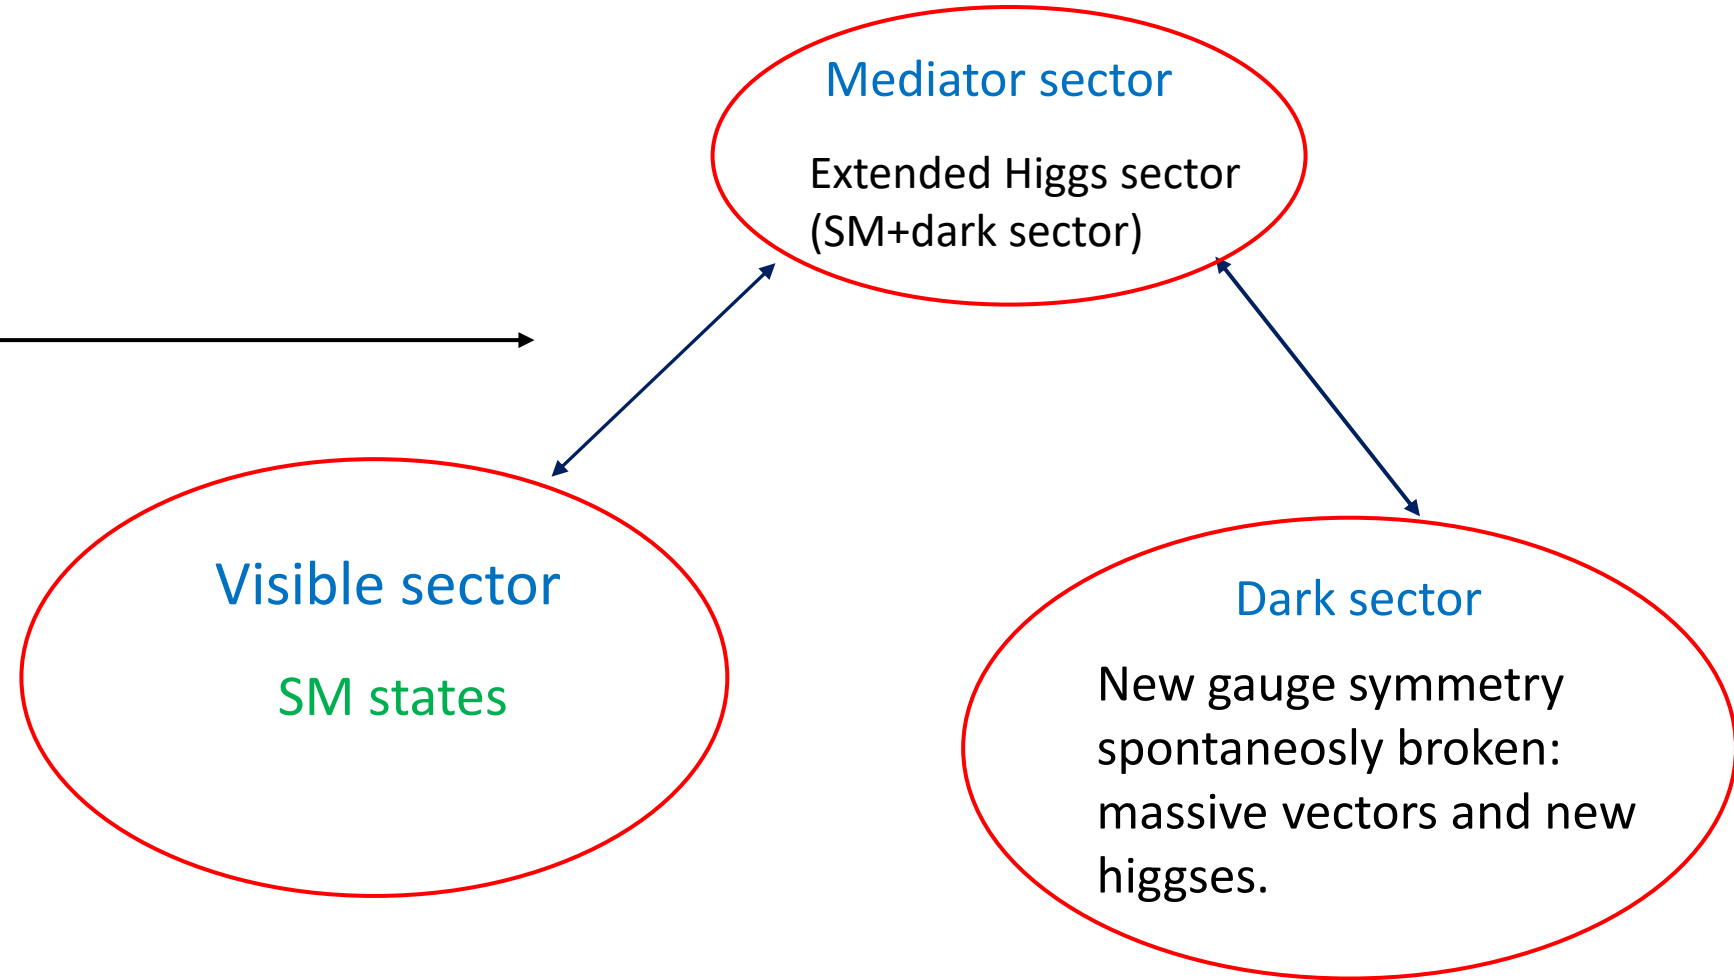 Mediator sector
Extended Higgs sector
(SM+dark sector)
Visible sector
SM states
Dark sector
New gauge symmetry
spontaneosly broken:
massive vectors and new
higgses.